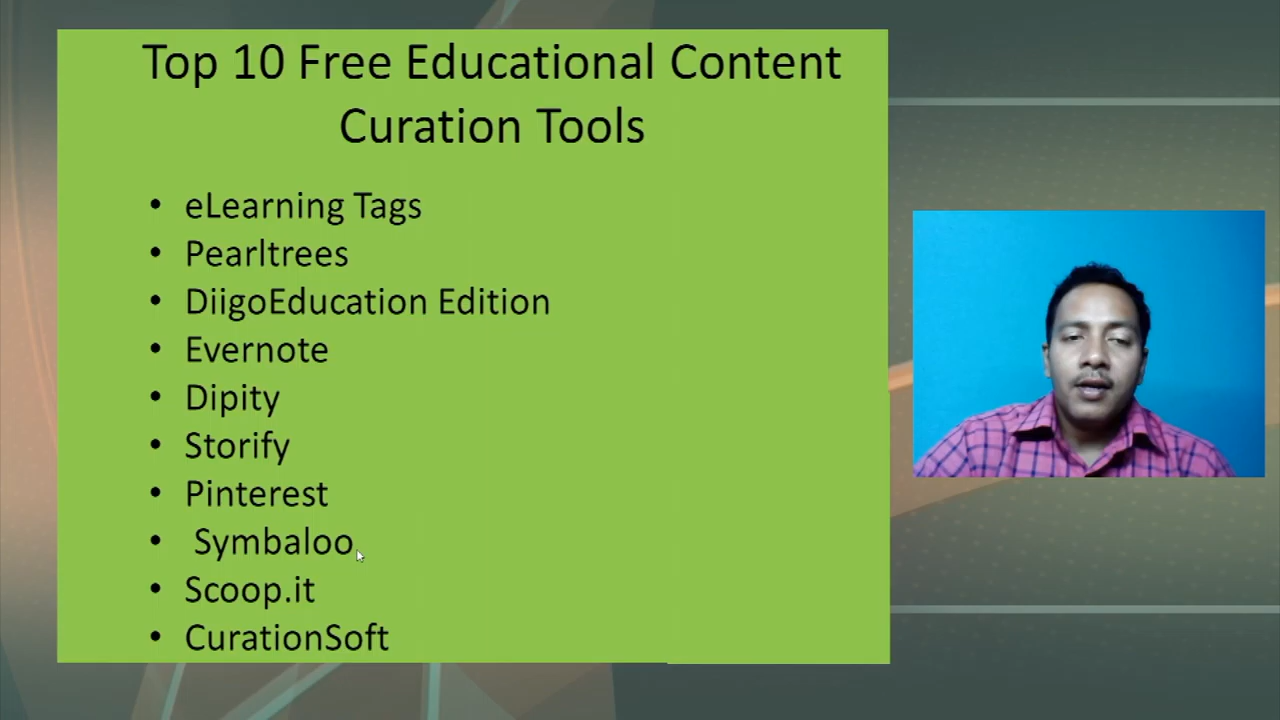 Top 10 Free Educational Content
Curation Tools
• eLearning Tags
• Pearltrees
• DiigoEducation Edition
• Evernote
• Dipity
• Storify
• Pinterest
• Symbaloo
• Scoop.it
• CurationSoft